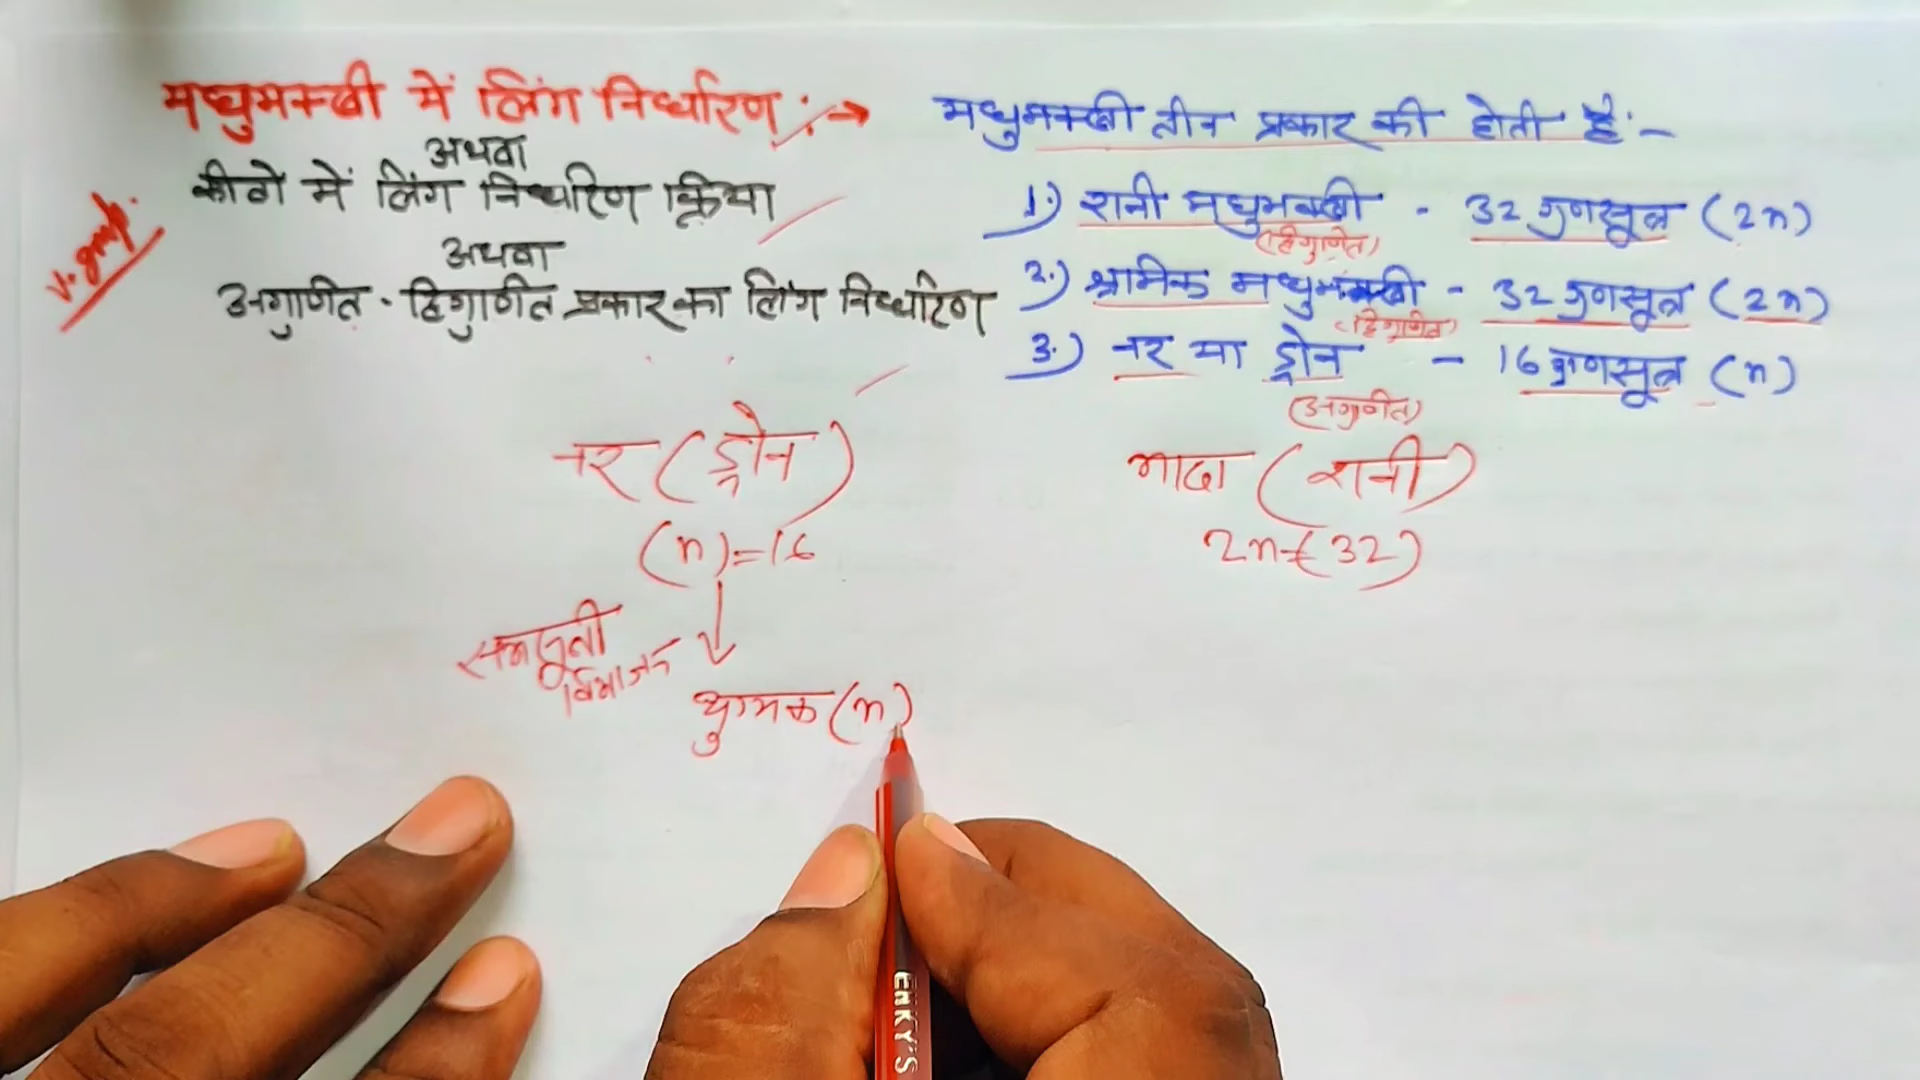 मधुमक्खी में लिंग निर्धारण :→
अथवा
कीटो में लिंग निर्धारण क्रिया
अथवा
अगुणित - द्विगुणित प्रकार का लिंग निर्धारण
v. Imp.
मधुमक्खी तीन प्रकार की होती है:-
1.) रानी मधुमक्खी - 32 गुणसूत्र (2n)
(द्विगुणित)
2.) श्रमिक मधुमक्खी - 32 गुणसूत्र (2n)
(द्विगुणित)
3.) नर या ड्रोन - 16 गुणसूत्र (n)
(अगुणित)
नर (ड्रोन)
(n)=16
समसूत्री
विभाजन
युग्मक (n)
मादा (रानी)
2n=(32)
ENKY'S